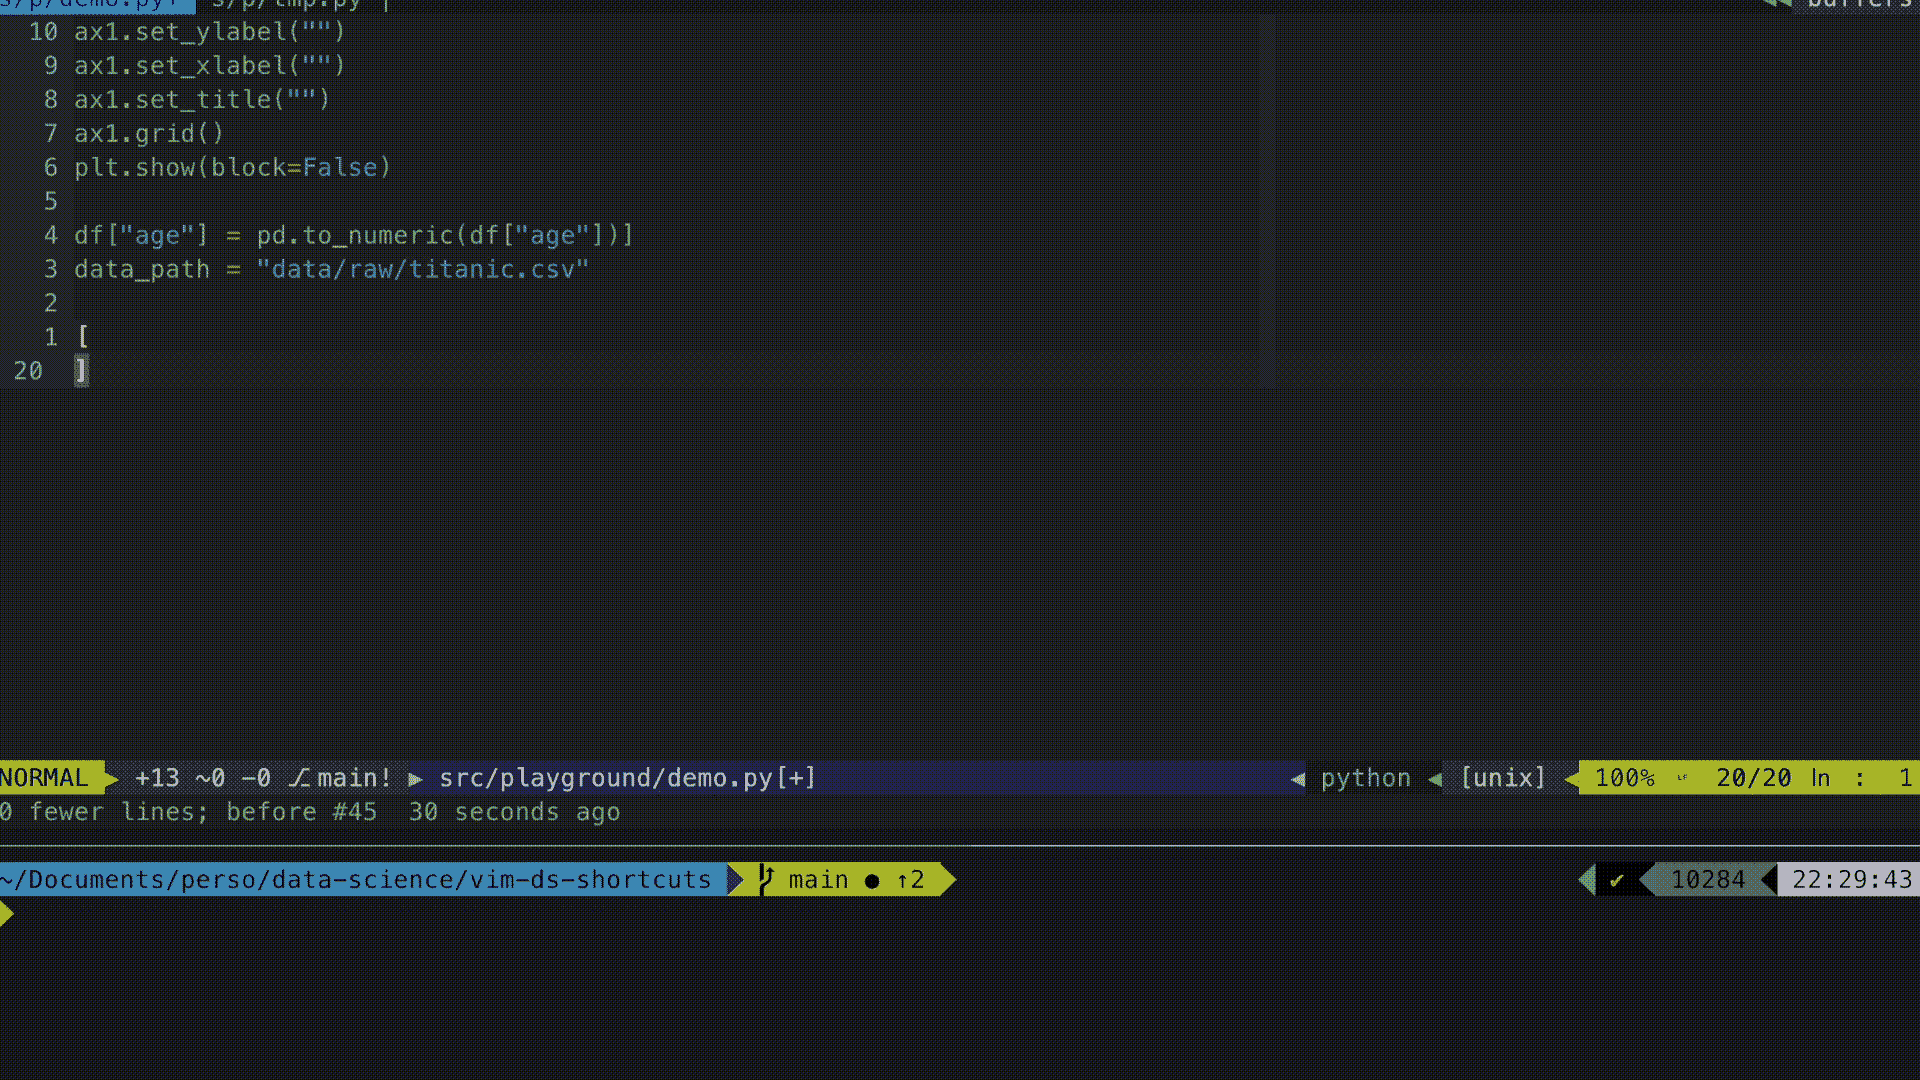 s/p/demo.py+ s/p/tmp.py | buffers
10 ax1.set_ylabel("")
9 ax1.set_xlabel("")
8 ax1.set_title("")
7 ax1.grid()
6 plt.show(block=False)
5
4 df["age"] = pd.to_numeric(df["age"])]
3 data_path = "data/raw/titanic.csv"
2
1 [
20 ]
NORMAL +13 ~0 -0 main! src/playground/demo.py[+] python [unix] 100% 20/20 ln : 1
0 fewer lines; before #45 30 seconds ago
~/Documents/perso/data-science/vim-ds-shortcuts main ● ↑2 ✔ 10284 22:29:43